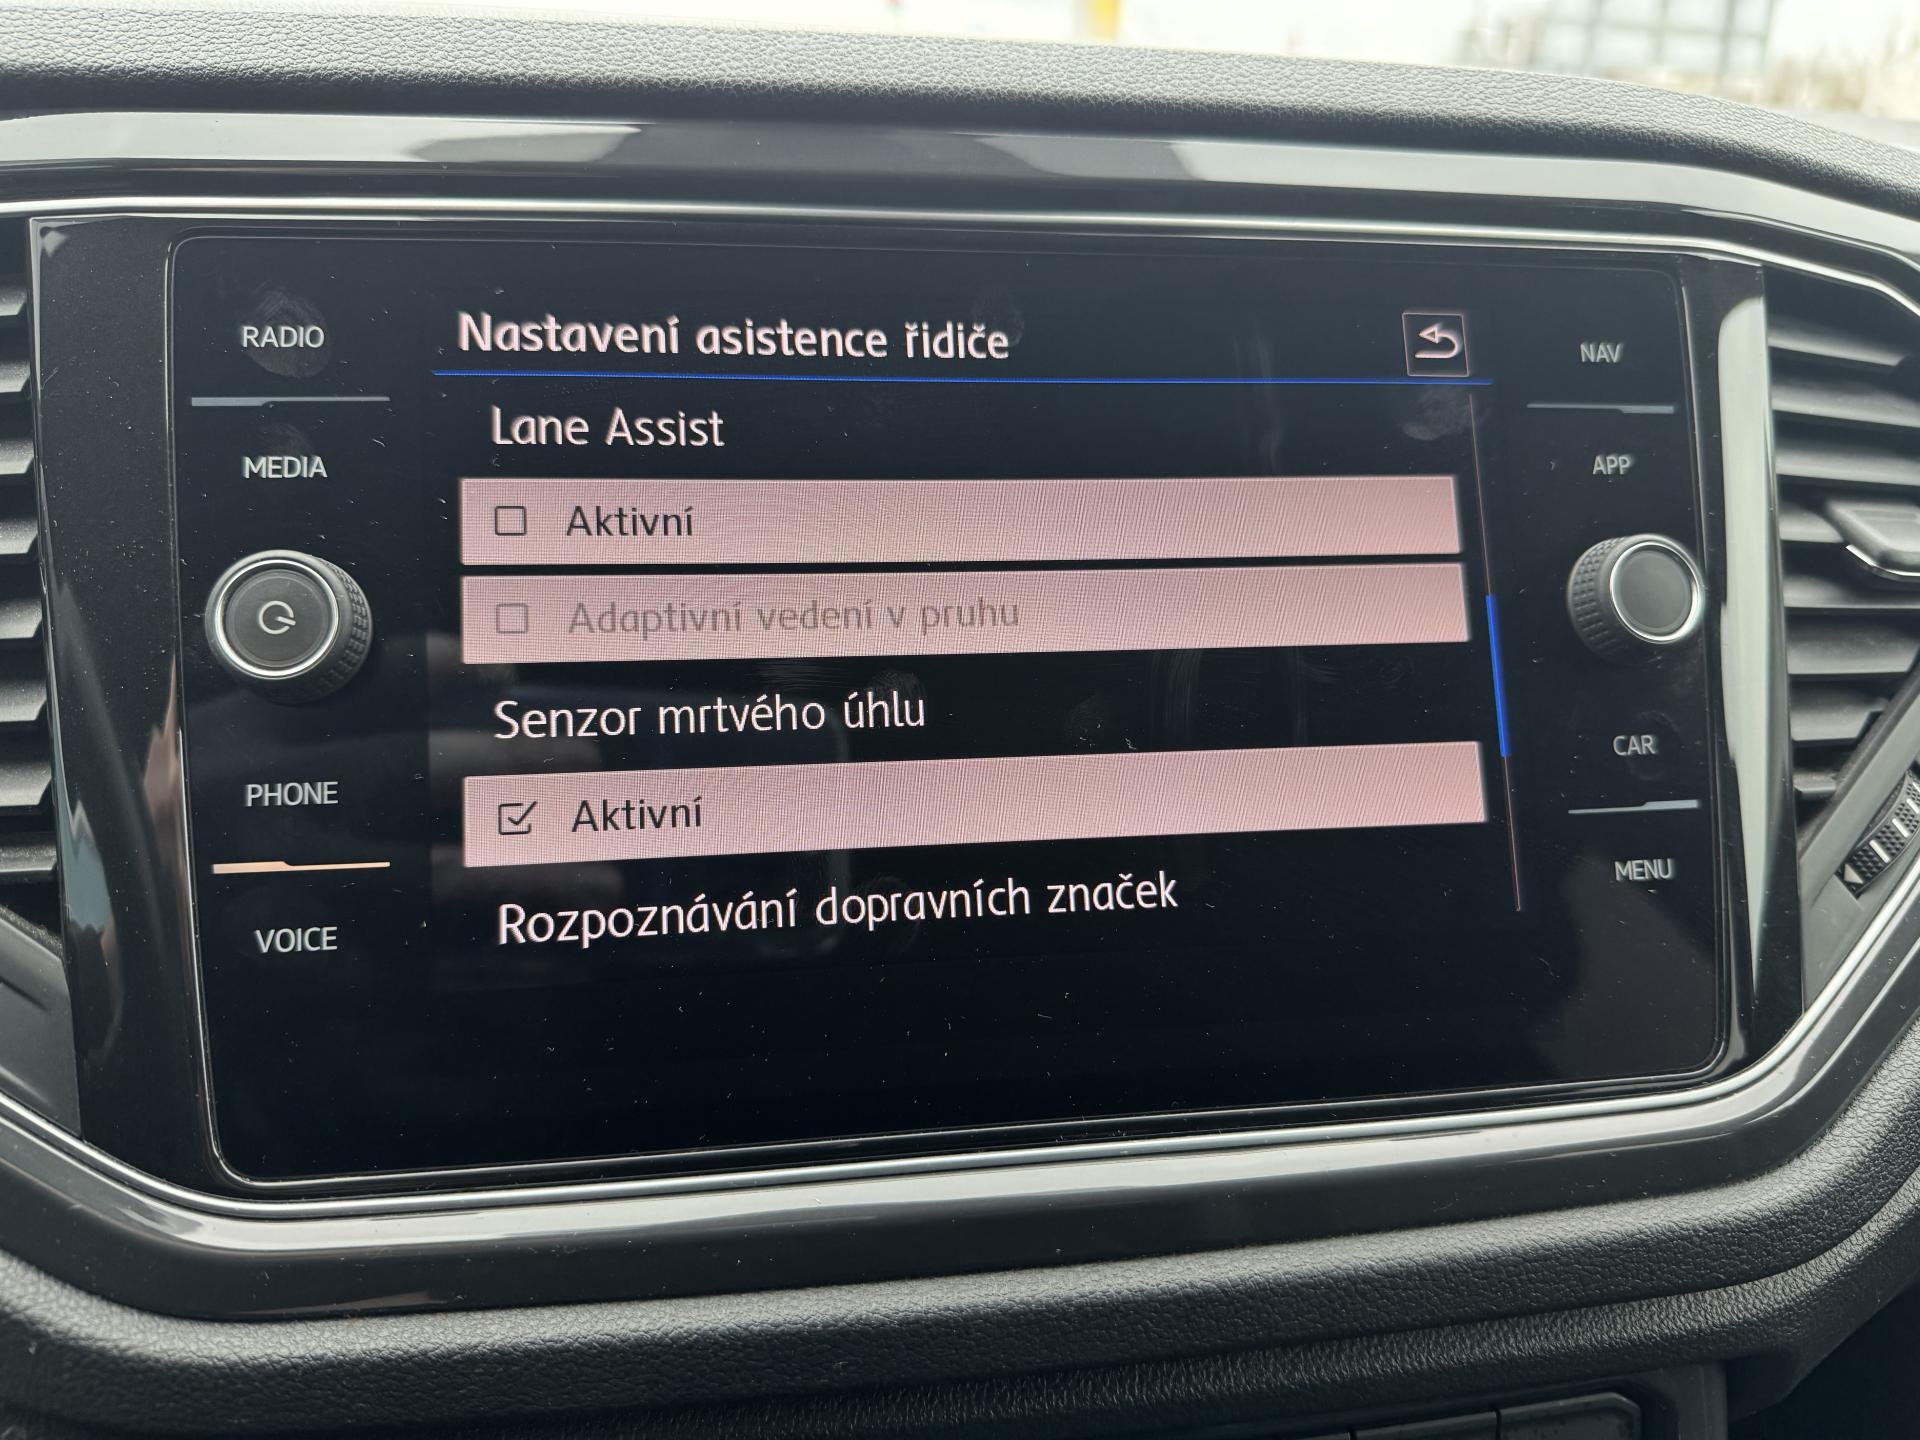 Nastavení asistence řidiče
Lane Assist
Aktivní
Adaptivní vedení v pruhu
Senzor mrtvého úhlu
Aktivní
Rozpoznávání dopravních značek
RADIO
MEDIA
PHONE
VOICE
NAV
APP
CAR
MENU